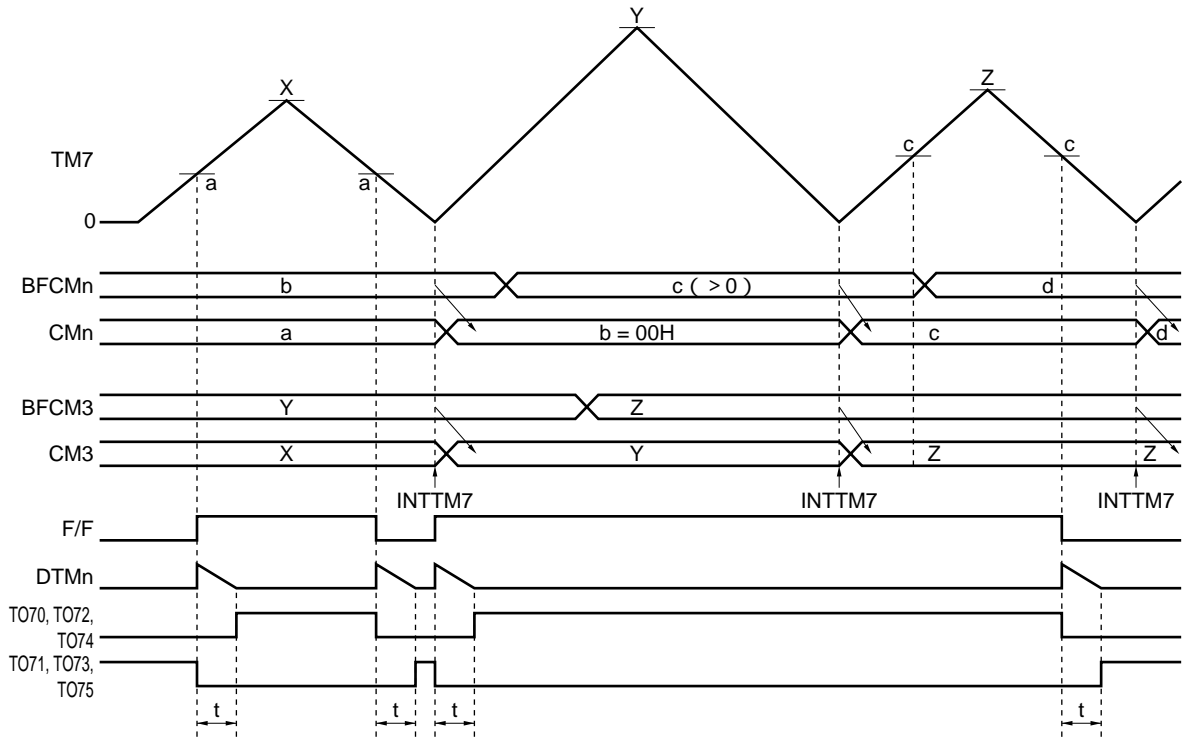 Y
X
Z
TM7
a
a
c
c
0
BFCMn
b
c ( >0 )
d
CMn
a
b = 00H
c
d
BFCM3
Y
Z
CM3
X
Y
Z
Z
INTTM7
INTTM7
INTTM7
F/F
DTMn
TO70, TO72,
TO74
TO71, TO73,
TO75
t
t
t
t